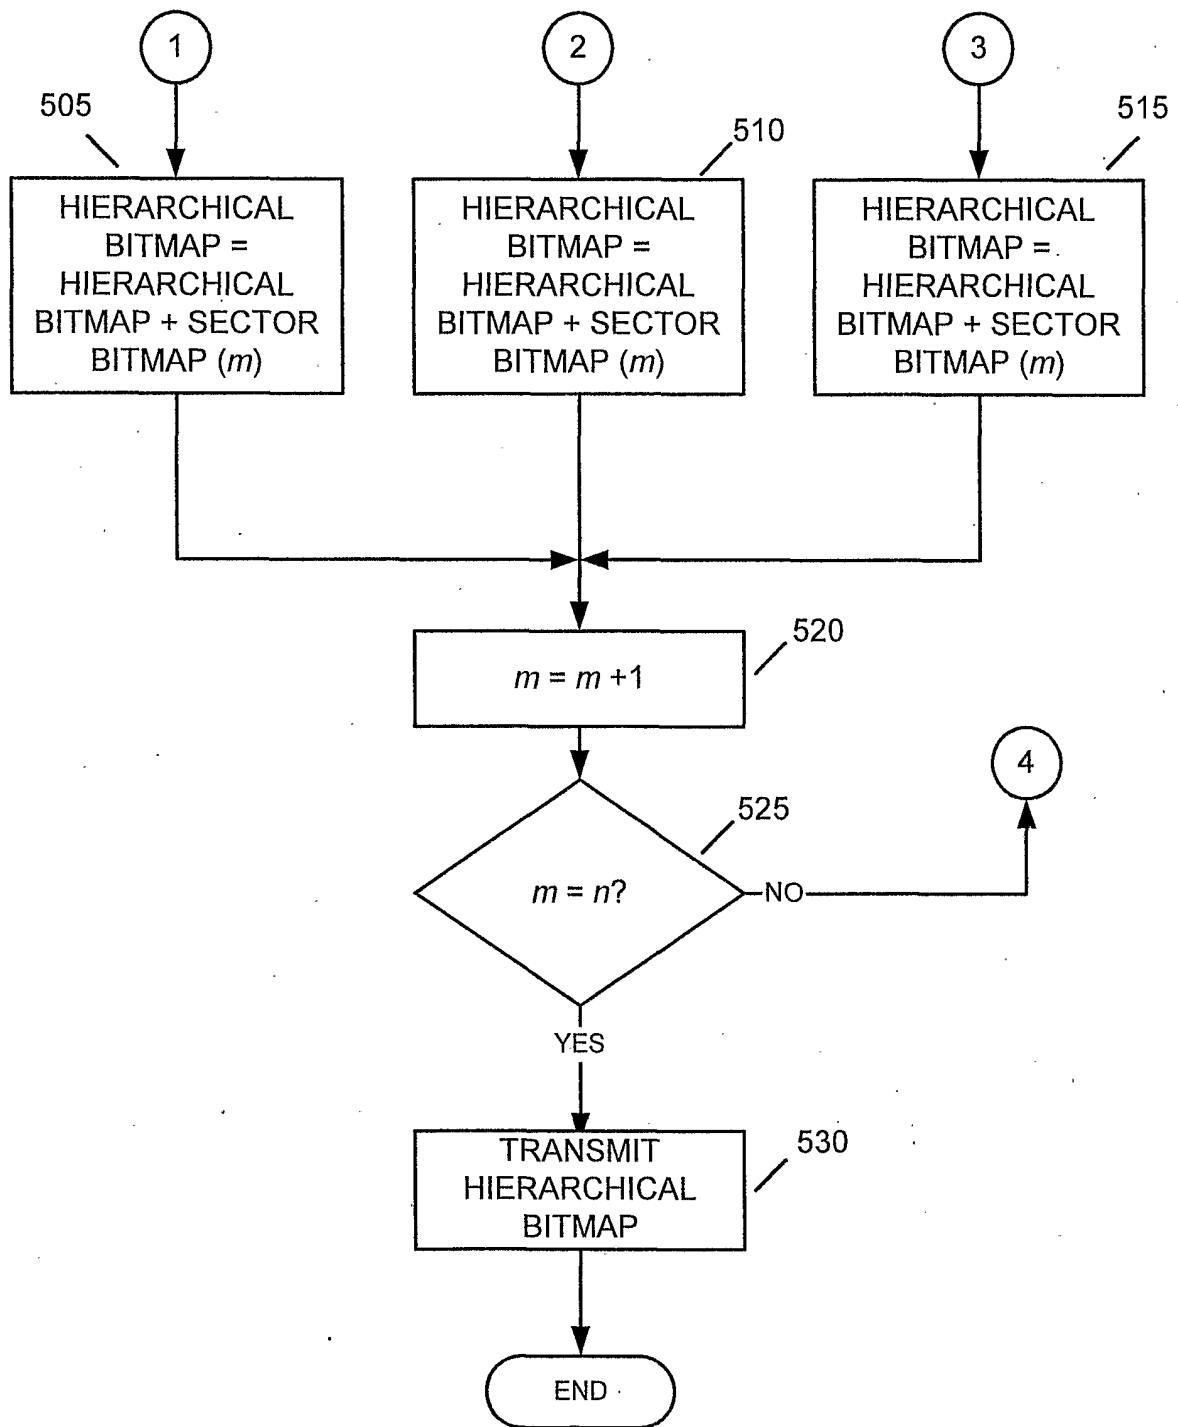 1
2
3
505
510
515
HIERARCHICAL
BITMAP =
HIERARCHICAL
BITMAP + SECTOR
BITMAP (m)
HIERARCHICAL
BITMAP =
HIERARCHICAL
BITMAP + SECTOR
BITMAP (m)
HIERARCHICAL
BITMAP =
HIERARCHICAL
BITMAP + SECTOR
BITMAP (m)
520
m = m +1
4
525
m = n?
NO
YES
530
TRANSMIT
HIERARCHICAL
BITMAP
END